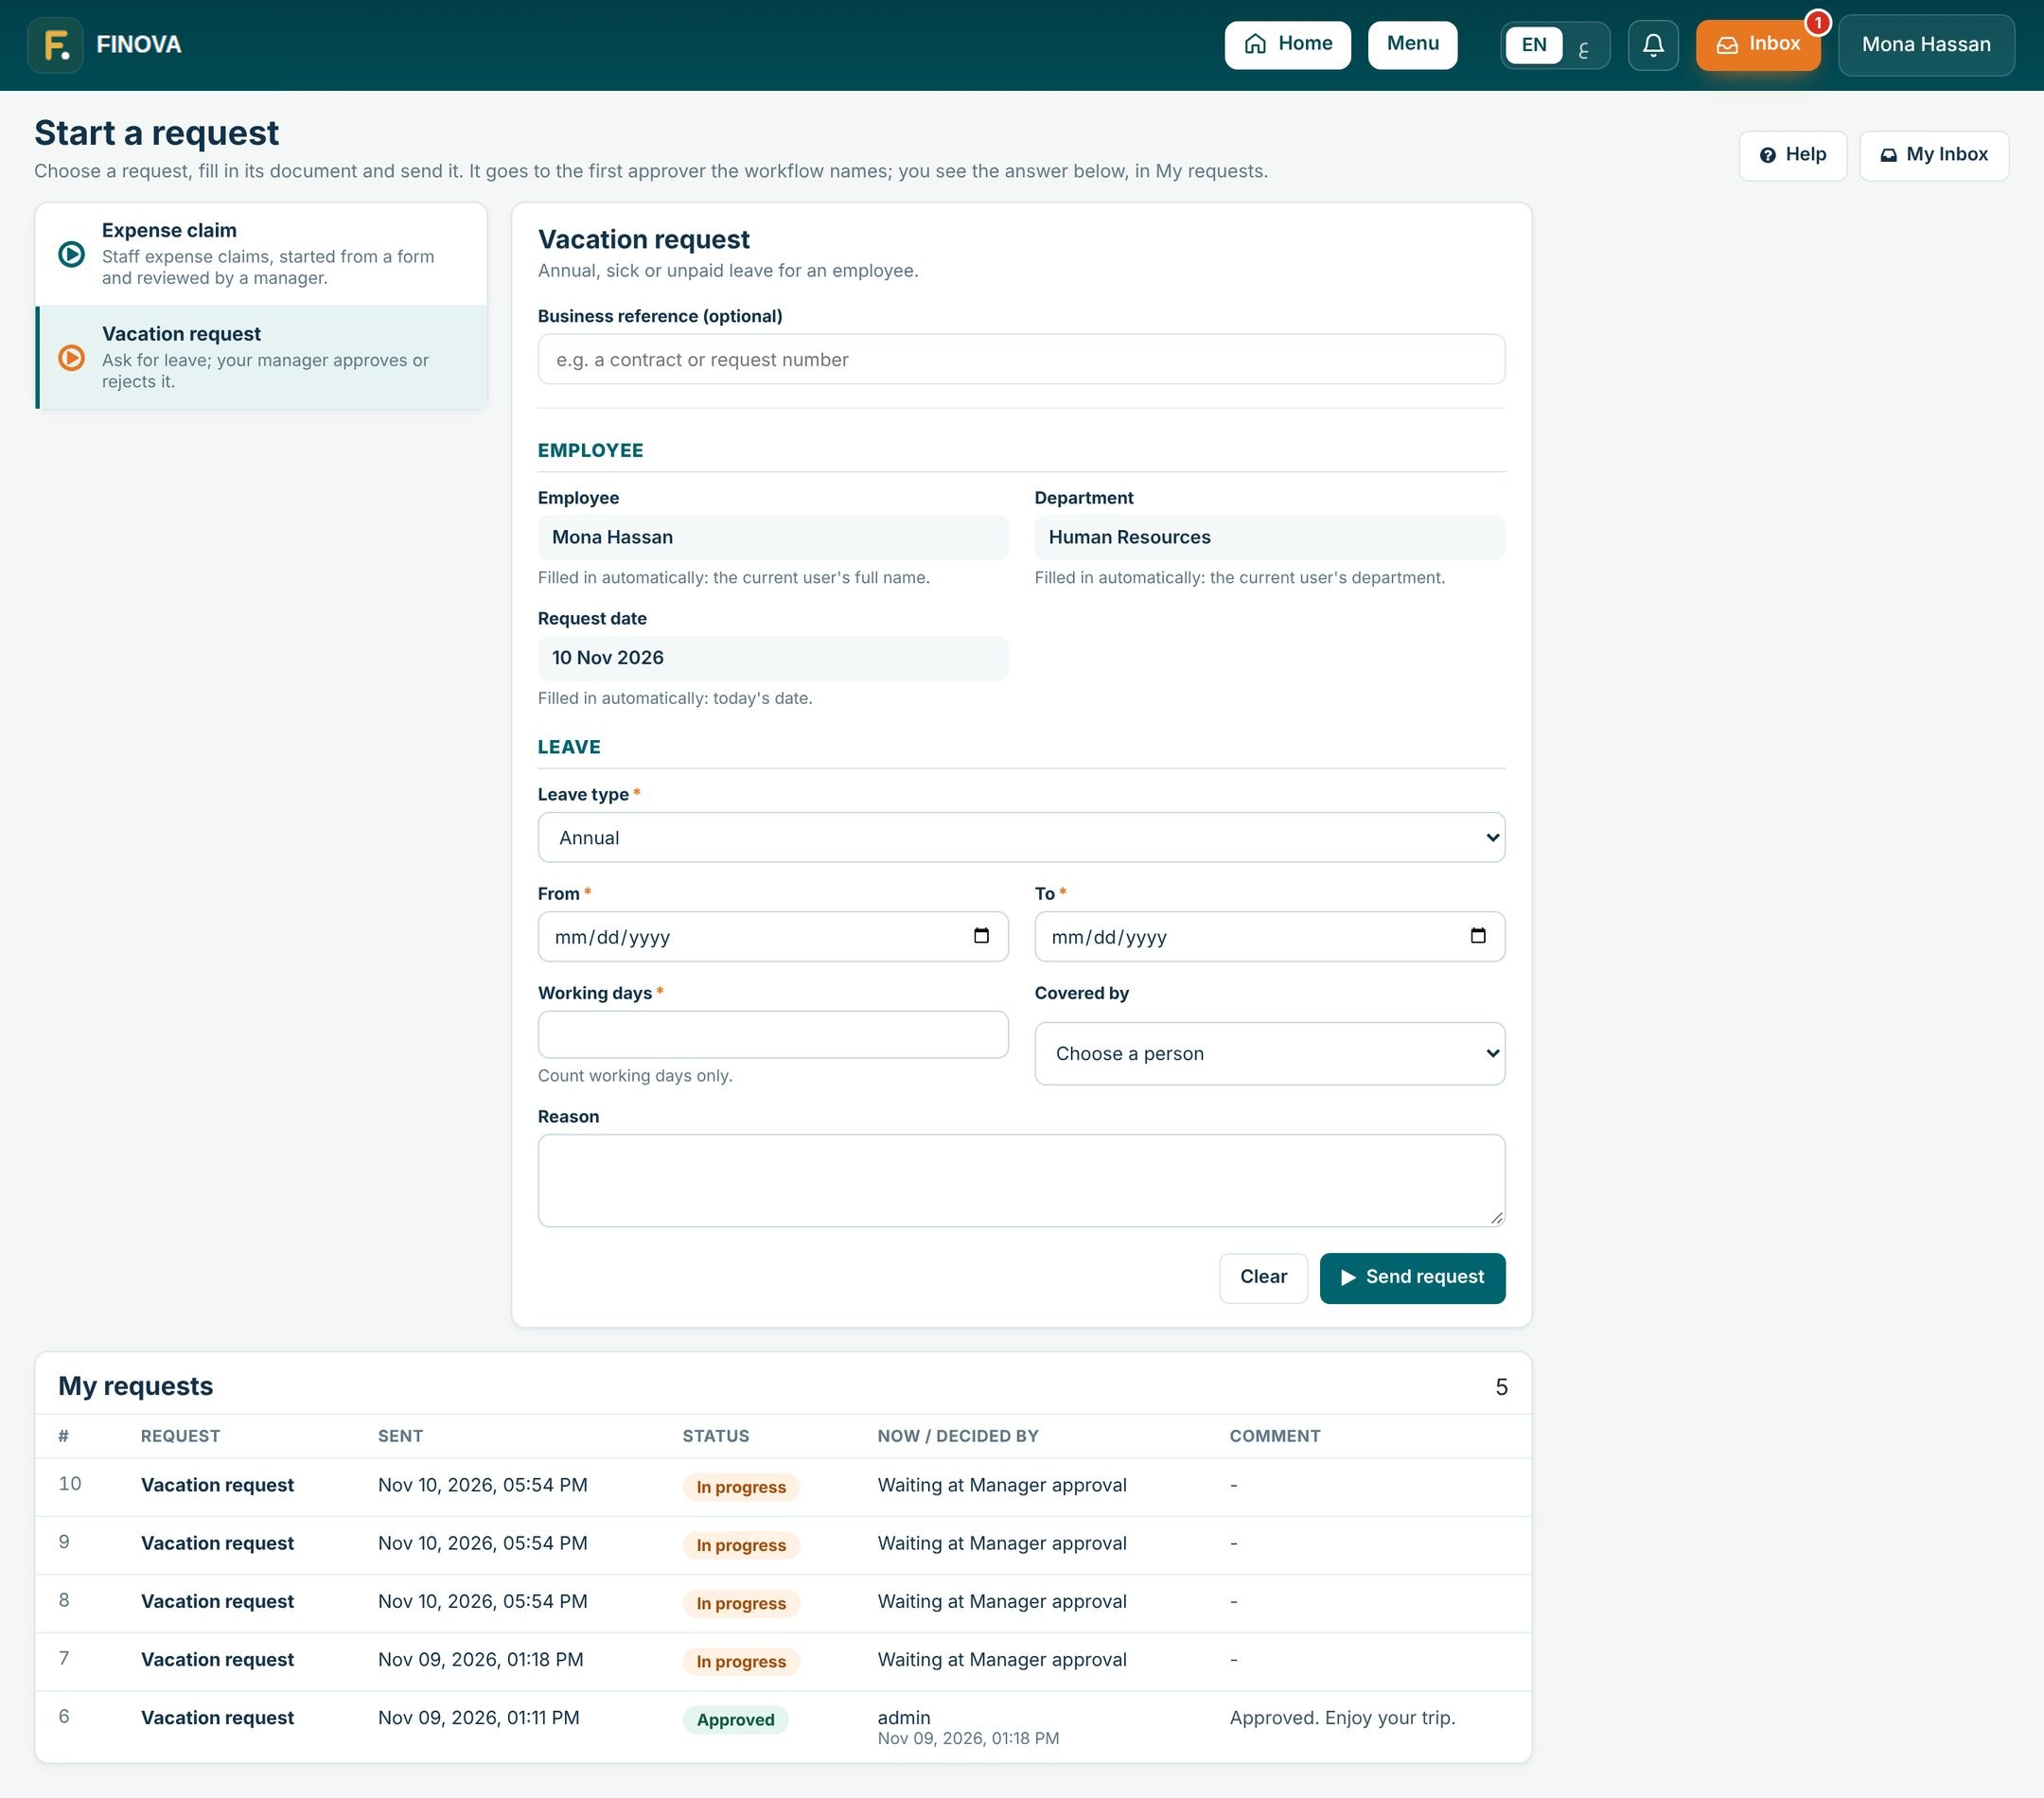 F.
FINOVA
Home
Menu
EN
ع
Inbox
1
Mona Hassan
Start a request
Choose a request, fill in its document and send it. It goes to the first approver the workflow names; you see the answer below, in My requests.
Help
My Inbox
Expense claim
Staff expense claims, started from a form
and reviewed by a manager.
Vacation request
Ask for leave; your manager approves or
rejects it.
Vacation request
Annual, sick or unpaid leave for an employee.
Business reference (optional)
e.g. a contract or request number
EMPLOYEE
Employee
Department
Mona Hassan
Human Resources
Filled in automatically: the current user's full name.
Filled in automatically: the current user's department.
Request date
10 Nov 2026
Filled in automatically: today's date.
LEAVE
Leave type *
Annual
From *
To *
mm/dd/yyyy
mm/dd/yyyy
Working days *
Covered by
Choose a person
Count working days only.
Reason
Clear
Send request
My requests
5
# REQUEST SENT STATUS NOW / DECIDED BY COMMENT
10 Vacation request Nov 10, 2026, 05:54 PM In progress Waiting at Manager approval -
9 Vacation request Nov 10, 2026, 05:54 PM In progress Waiting at Manager approval -
8 Vacation request Nov 10, 2026, 05:54 PM In progress Waiting at Manager approval -
7 Vacation request Nov 09, 2026, 01:18 PM In progress Waiting at Manager approval -
6 Vacation request Nov 09, 2026, 01:11 PM Approved admin Approved. Enjoy your trip.
Nov 09, 2026, 01:18 PM